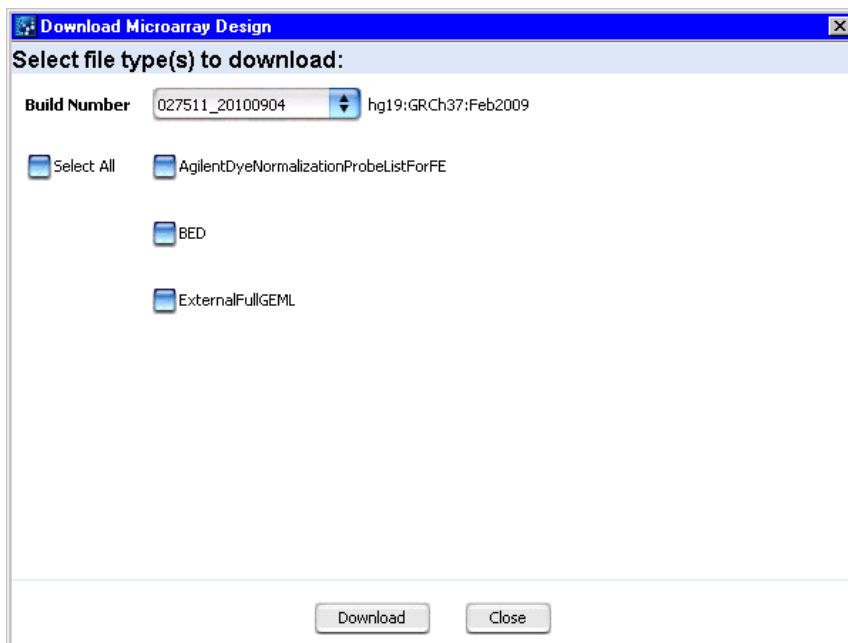 Download Microarray Design
Select file type(s) to download:
Build Number 027511_20100904 hg19:GRCh37:Feb2009
Select All AgilentDyeNormalizationProbeListForFE
BED
ExternalFullGEML
Download Close